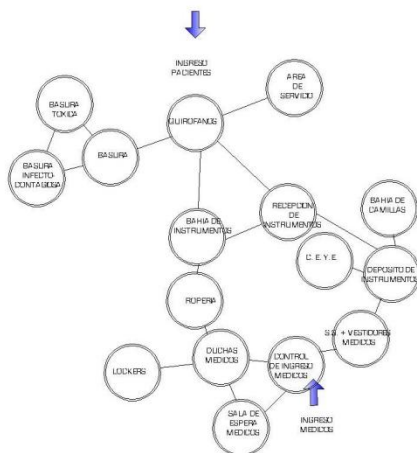 INGRESO
PACIENTES
AREA
DE
SERVICIO
BASURA
TOXICA
QUIROFANOS
BASURA
BASURA
INFECTO-
CONTAGIOSA
BAHIA DE
CAMILLAS
RECEPCION
DE
INSTRUMENTOS
BAHIA
DE INSTRUMENTOS
C. E. Y E.
DEPOSITO DE
INSTRUMENTOS
ROPERIA
S.S. + VESTIDORES
MEDICOS
DUCHAS
MEDICOS
CONTROL
DE INGRESO
MEDICOS
LOCKERS
SALA DE
ESPERA
MEDICOS
INGRESO
MEDICOS